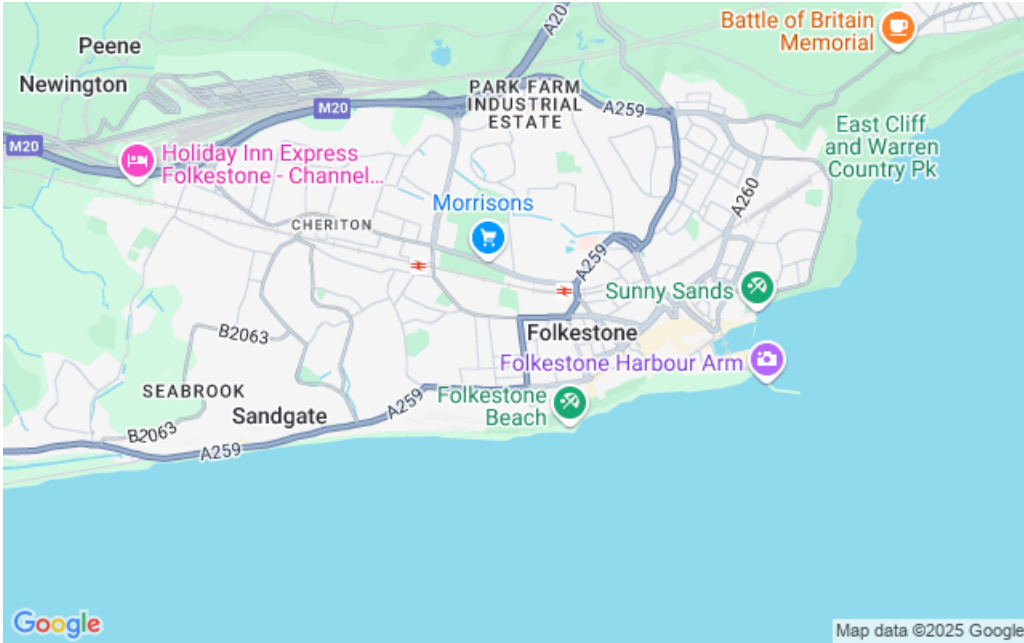 Battle of Britain
Memorial
A20
Peene
Newington
PARK FARM
INDUSTRIAL
ESTATE
M20
A259
M20
East Cliff
and Warren
Country Pk
Holiday Inn Express
Folkestone - Channel...
A260
Morrisons
CHERITON
A259
Sunny Sands
B2063
Folkestone
Folkestone Harbour Arm
SEABROOK
Folkestone
Beach
A259
Sandgate
B2063
A259
Google
Map data ©2025 Google